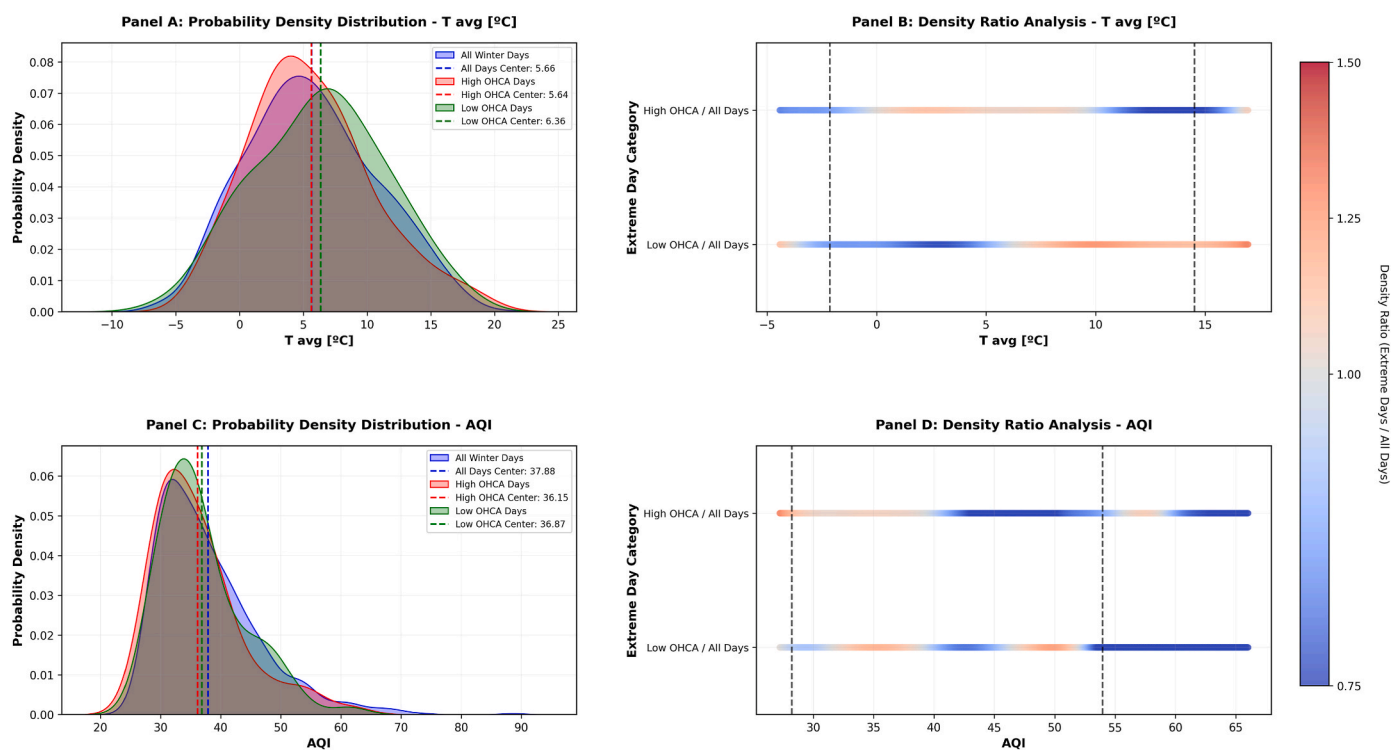 Panel A: Probability Density Distribution - T avg [ºC]
Probability Density
0.08
0.07
0.06
0.05
0.04
0.03
0.02
0.01
0.00
All Winter Days
All Days Center: 5.66
High OHCA Days
High OHCA Center: 5.64
Low OHCA Days
Low OHCA Center: 6.36
−10
−5
0
5
10
15
20
25
T avg [ºC]
Panel B: Density Ratio Analysis - T avg [ºC]
Extreme Day Category
High OHCA / All Days
Low OHCA / All Days
−5
0
5
10
15
T avg [ºC]
Panel C: Probability Density Distribution - AQI
Probability Density
0.06
0.05
0.04
0.03
0.02
0.01
0.00
All Winter Days
All Days Center: 37.88
High OHCA Days
High OHCA Center: 36.15
Low OHCA Days
Low OHCA Center: 36.87
20
30
40
50
60
70
80
90
AQI
Panel D: Density Ratio Analysis - AQI
Extreme Day Category
High OHCA / All Days
Low OHCA / All Days
30
35
40
45
50
55
60
65
AQI
1.50
1.25
1.00
0.75
Density Ratio (Extreme Days / All Days)